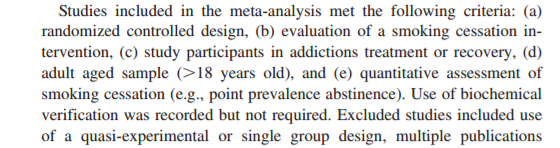 Studies included in the meta-analysis met the following criteria: (a)
randomized controlled design, (b) evaluation of a smoking cessation in-
tervention, (c) study participants in addictions treatment or recovery, (d)
adult aged sample (>18 years old), and (e) quantitative assessment of
smoking cessation (e.g., point prevalence abstinence). Use of biochemical
verification was recorded but not required. Excluded studies included use
of a quasi-experimental or single group design, multiple publications